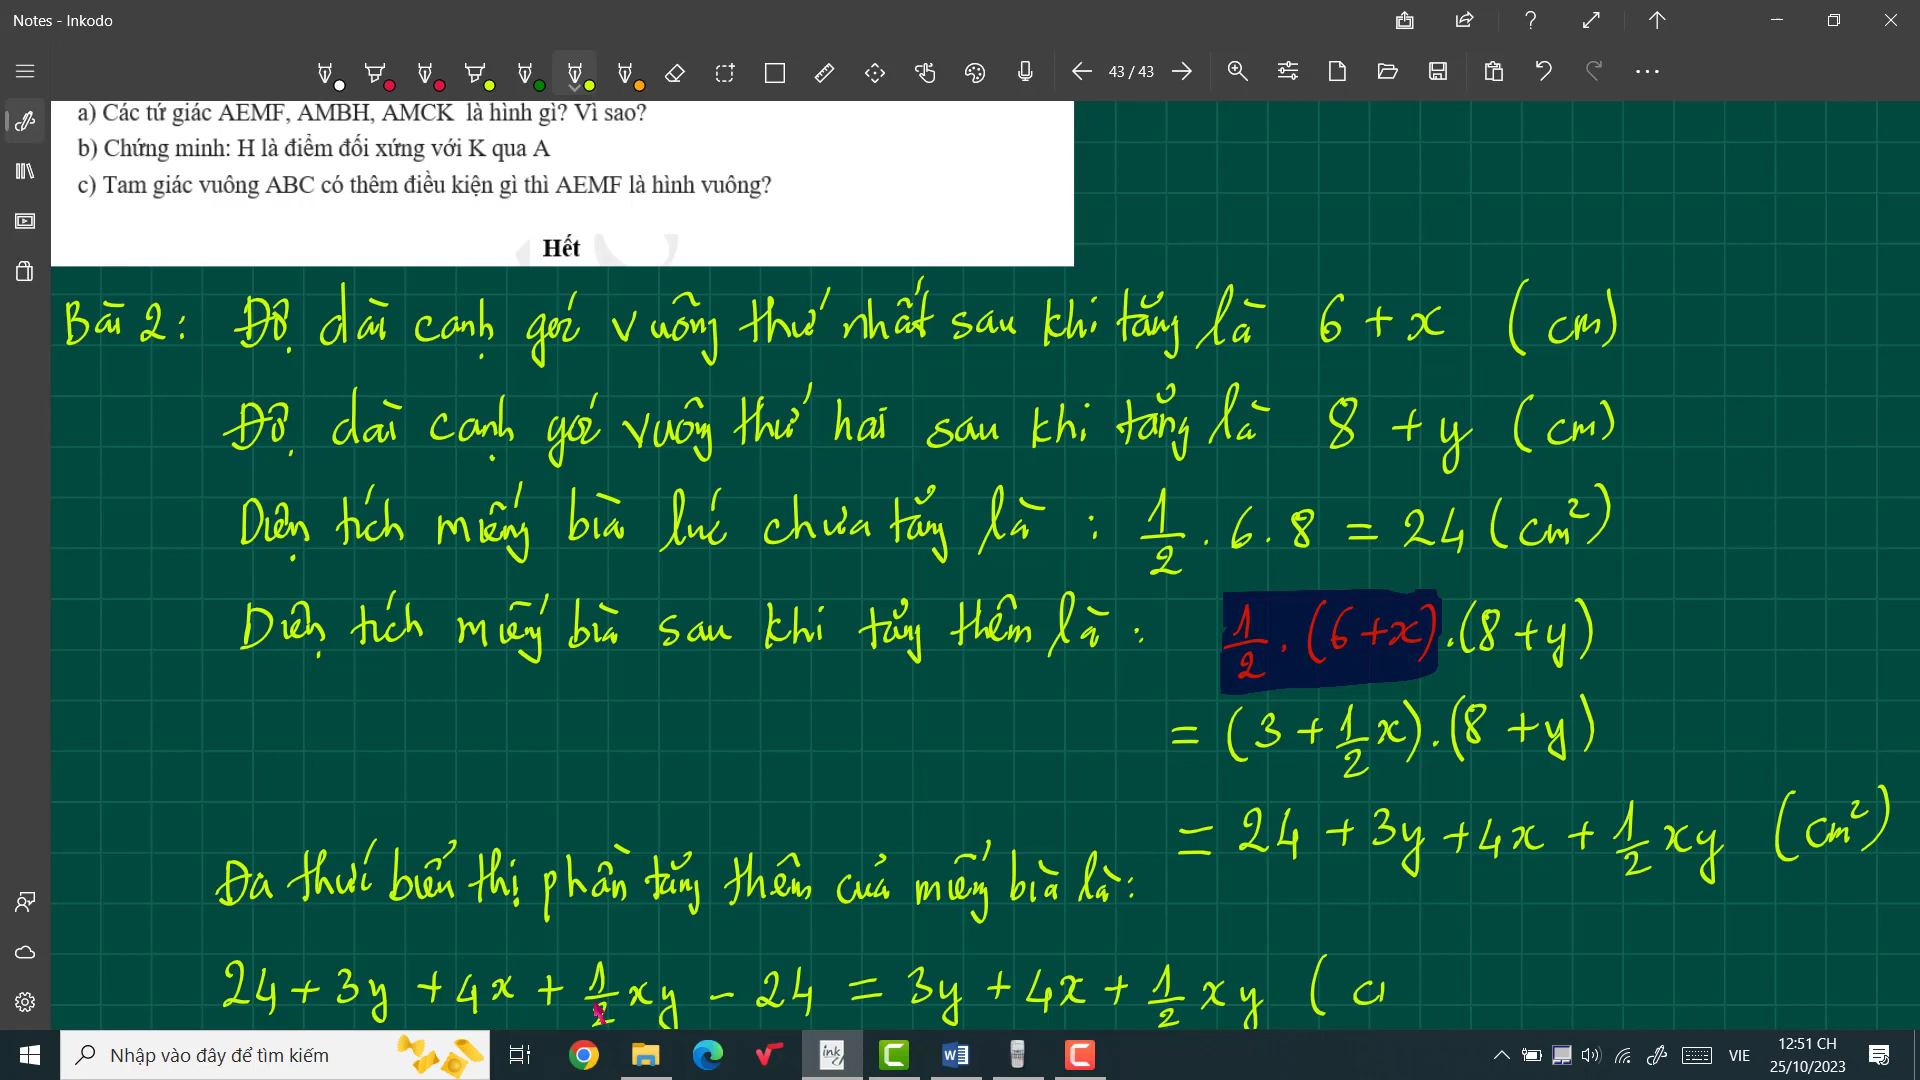 Notes - Inkodo
43 / 43
a) Các tứ giác AEMF, AMBH, AMCK là hình gì? Vì sao?
b) Chứng minh: H là điểm đối xứng với K qua A
c) Tam giác vuông ABC có thêm điều kiện gì thì AEMF là hình vuông?
Hết
Bài 2: Độ dài cạnh góc vuông thứ nhất sau khi tăng là 6 + x (cm)
Độ dài cạnh góc vuông thứ hai sau khi tăng là 8 + y (cm)
Diện tích miếng bìa lúc chưa tăng là : 1/2 . 6 . 8 = 24 (cm²)
Diện tích miếng bìa sau khi tăng thêm là : 1/2 . (6 + x) . (8 + y)
= (3 + 1/2 x) . (8 + y)
= 24 + 3y + 4x + 1/2 xy (cm²)
Đa thức biểu thị phần tăng thêm của miếng bìa là:
24 + 3y + 4x + 1/2 xy - 24 = 3y + 4x + 1/2 xy ( c
Nhập vào đây để tìm kiếm
ink
VIE
12:51 CH
25/10/2023